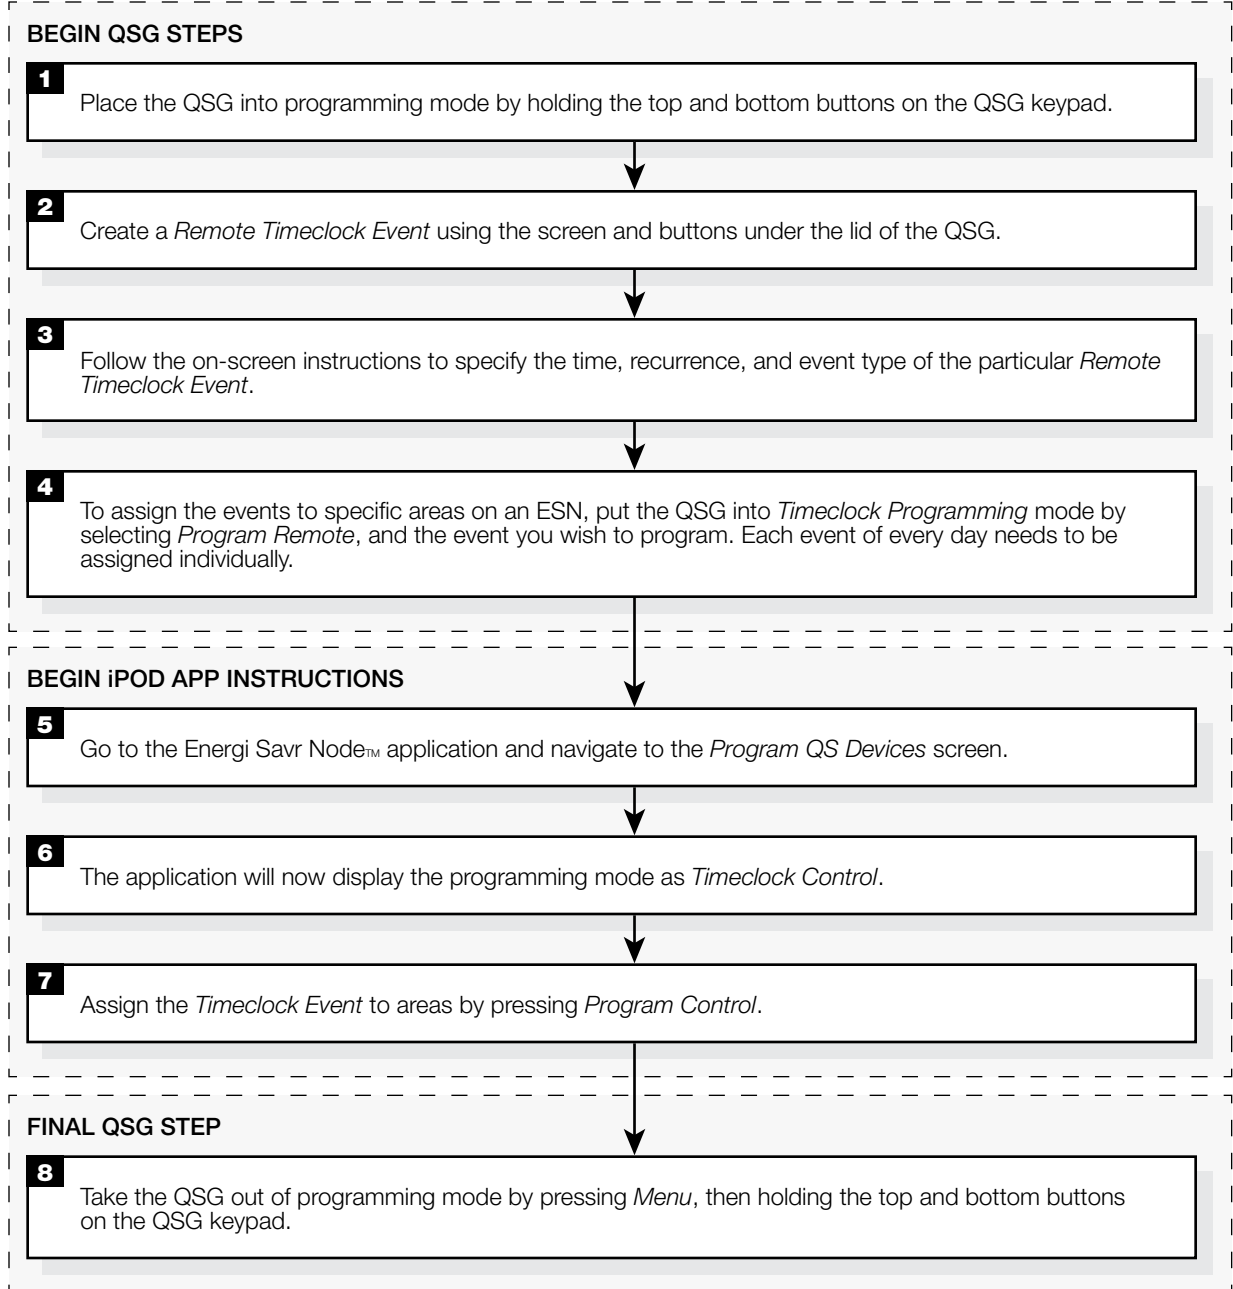 BEGIN QSG STEPS
1
Place the QSG into programming mode by holding the top and bottom buttons on the QSG keypad.
2
Create a Remote Timeclock Event using the screen and buttons under the lid of the QSG.
3
Follow the on-screen instructions to specify the time, recurrence, and event type of the particular Remote
Timeclock Event.
4
To assign the events to specific areas on an ESN, put the QSG into Timeclock Programming mode by
selecting Program Remote, and the event you wish to program. Each event of every day needs to be
assigned individually.
BEGIN iPOD APP INSTRUCTIONS
5
Go to the Energi Savr Node™ application and navigate to the Program QS Devices screen.
6
The application will now display the programming mode as Timeclock Control.
7
Assign the Timeclock Event to areas by pressing Program Control.
FINAL QSG STEP
8
Take the QSG out of programming mode by pressing Menu, then holding the top and bottom buttons
on the QSG keypad.